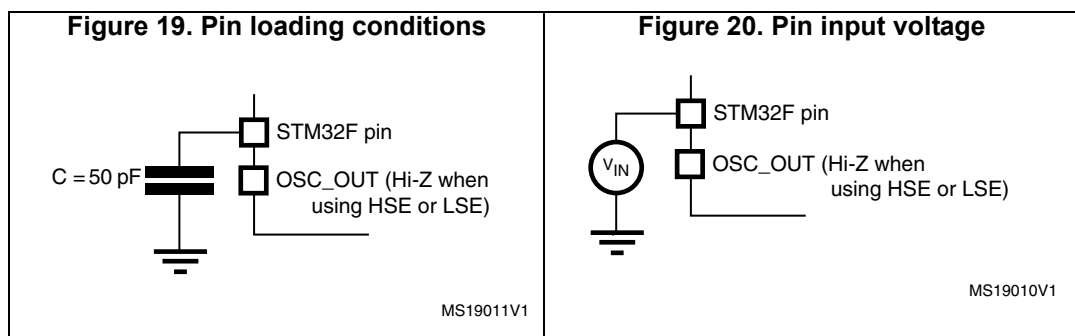 Figure 19. Pin loading conditions
STM32F pin
C = 50 pF
OSC_OUT (Hi-Z when
using HSE or LSE)
MS19011V1
Figure 20. Pin input voltage
STM32F pin
VIN
OSC_OUT (Hi-Z when
using HSE or LSE)
MS19010V1